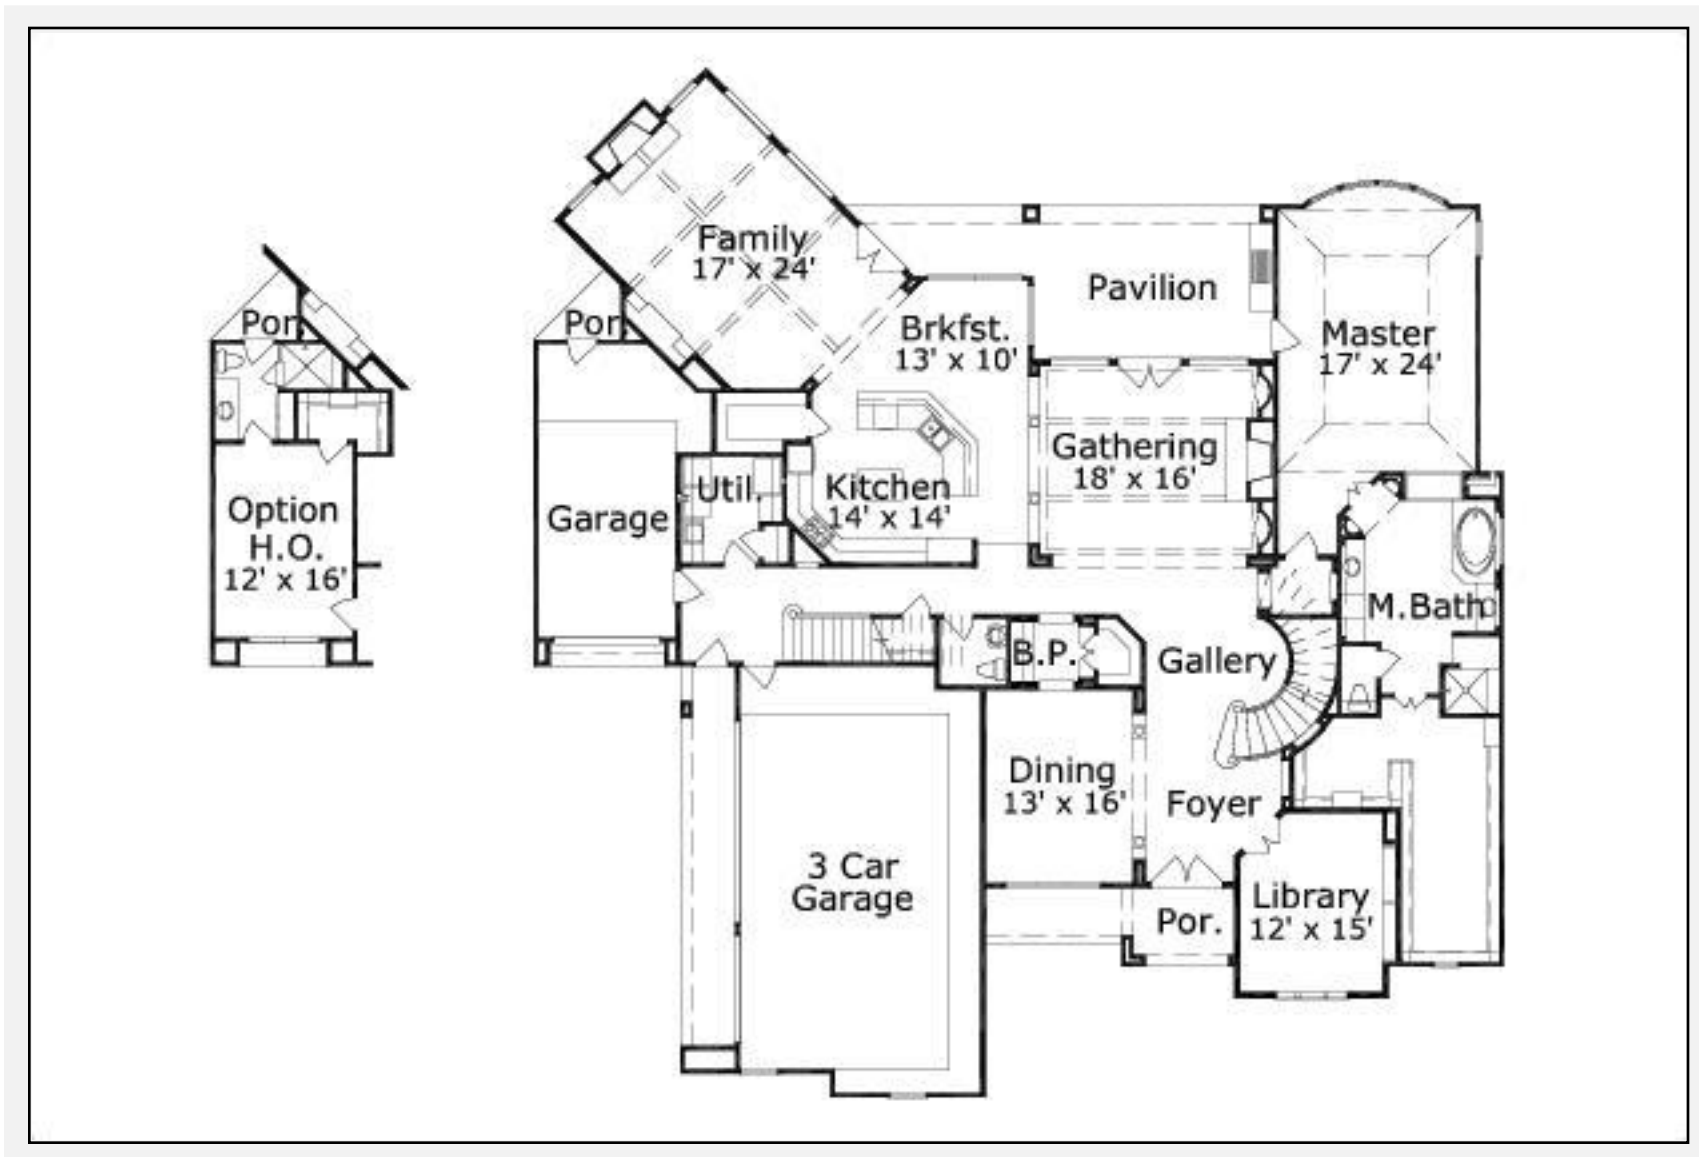 Family
17' x 24'
Pavilion
Por.
Por.
Brkfst.
13' x 10'
Master
17' x 24'
Gathering
18' x 16'
Util.
Kitchen
14' x 14'
Garage
Option
H.O.
12' x 16'
M.Bath
B.P.
Gallery
Dining
13' x 16'
Foyer
3 Car
Garage
Library
12' x 15'
Por.